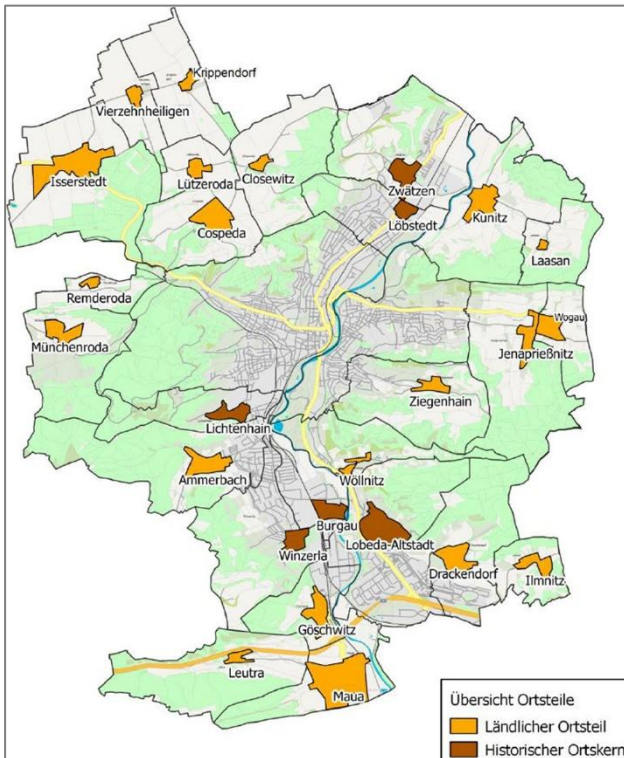 Krippendorf
Vierzehnheiligen
Isserstedt
Lützeroda
Closewitz
Zwätzen
Cospeda
Löbstedt
Kunitz
Laasan
Remderoda
Wogau
Münchenroda
Jenaprießnitz
Ziegenhain
Lichtenhain
Ammerbach
Wöllnitz
Burgau
Winzerla
Lobeda-Altstadt
Drackendorf
Ilmnitz
Göschwitz
Leutra
Maua
Übersicht Ortsteile
Ländlicher Ortsteil
Historischer Ortskern